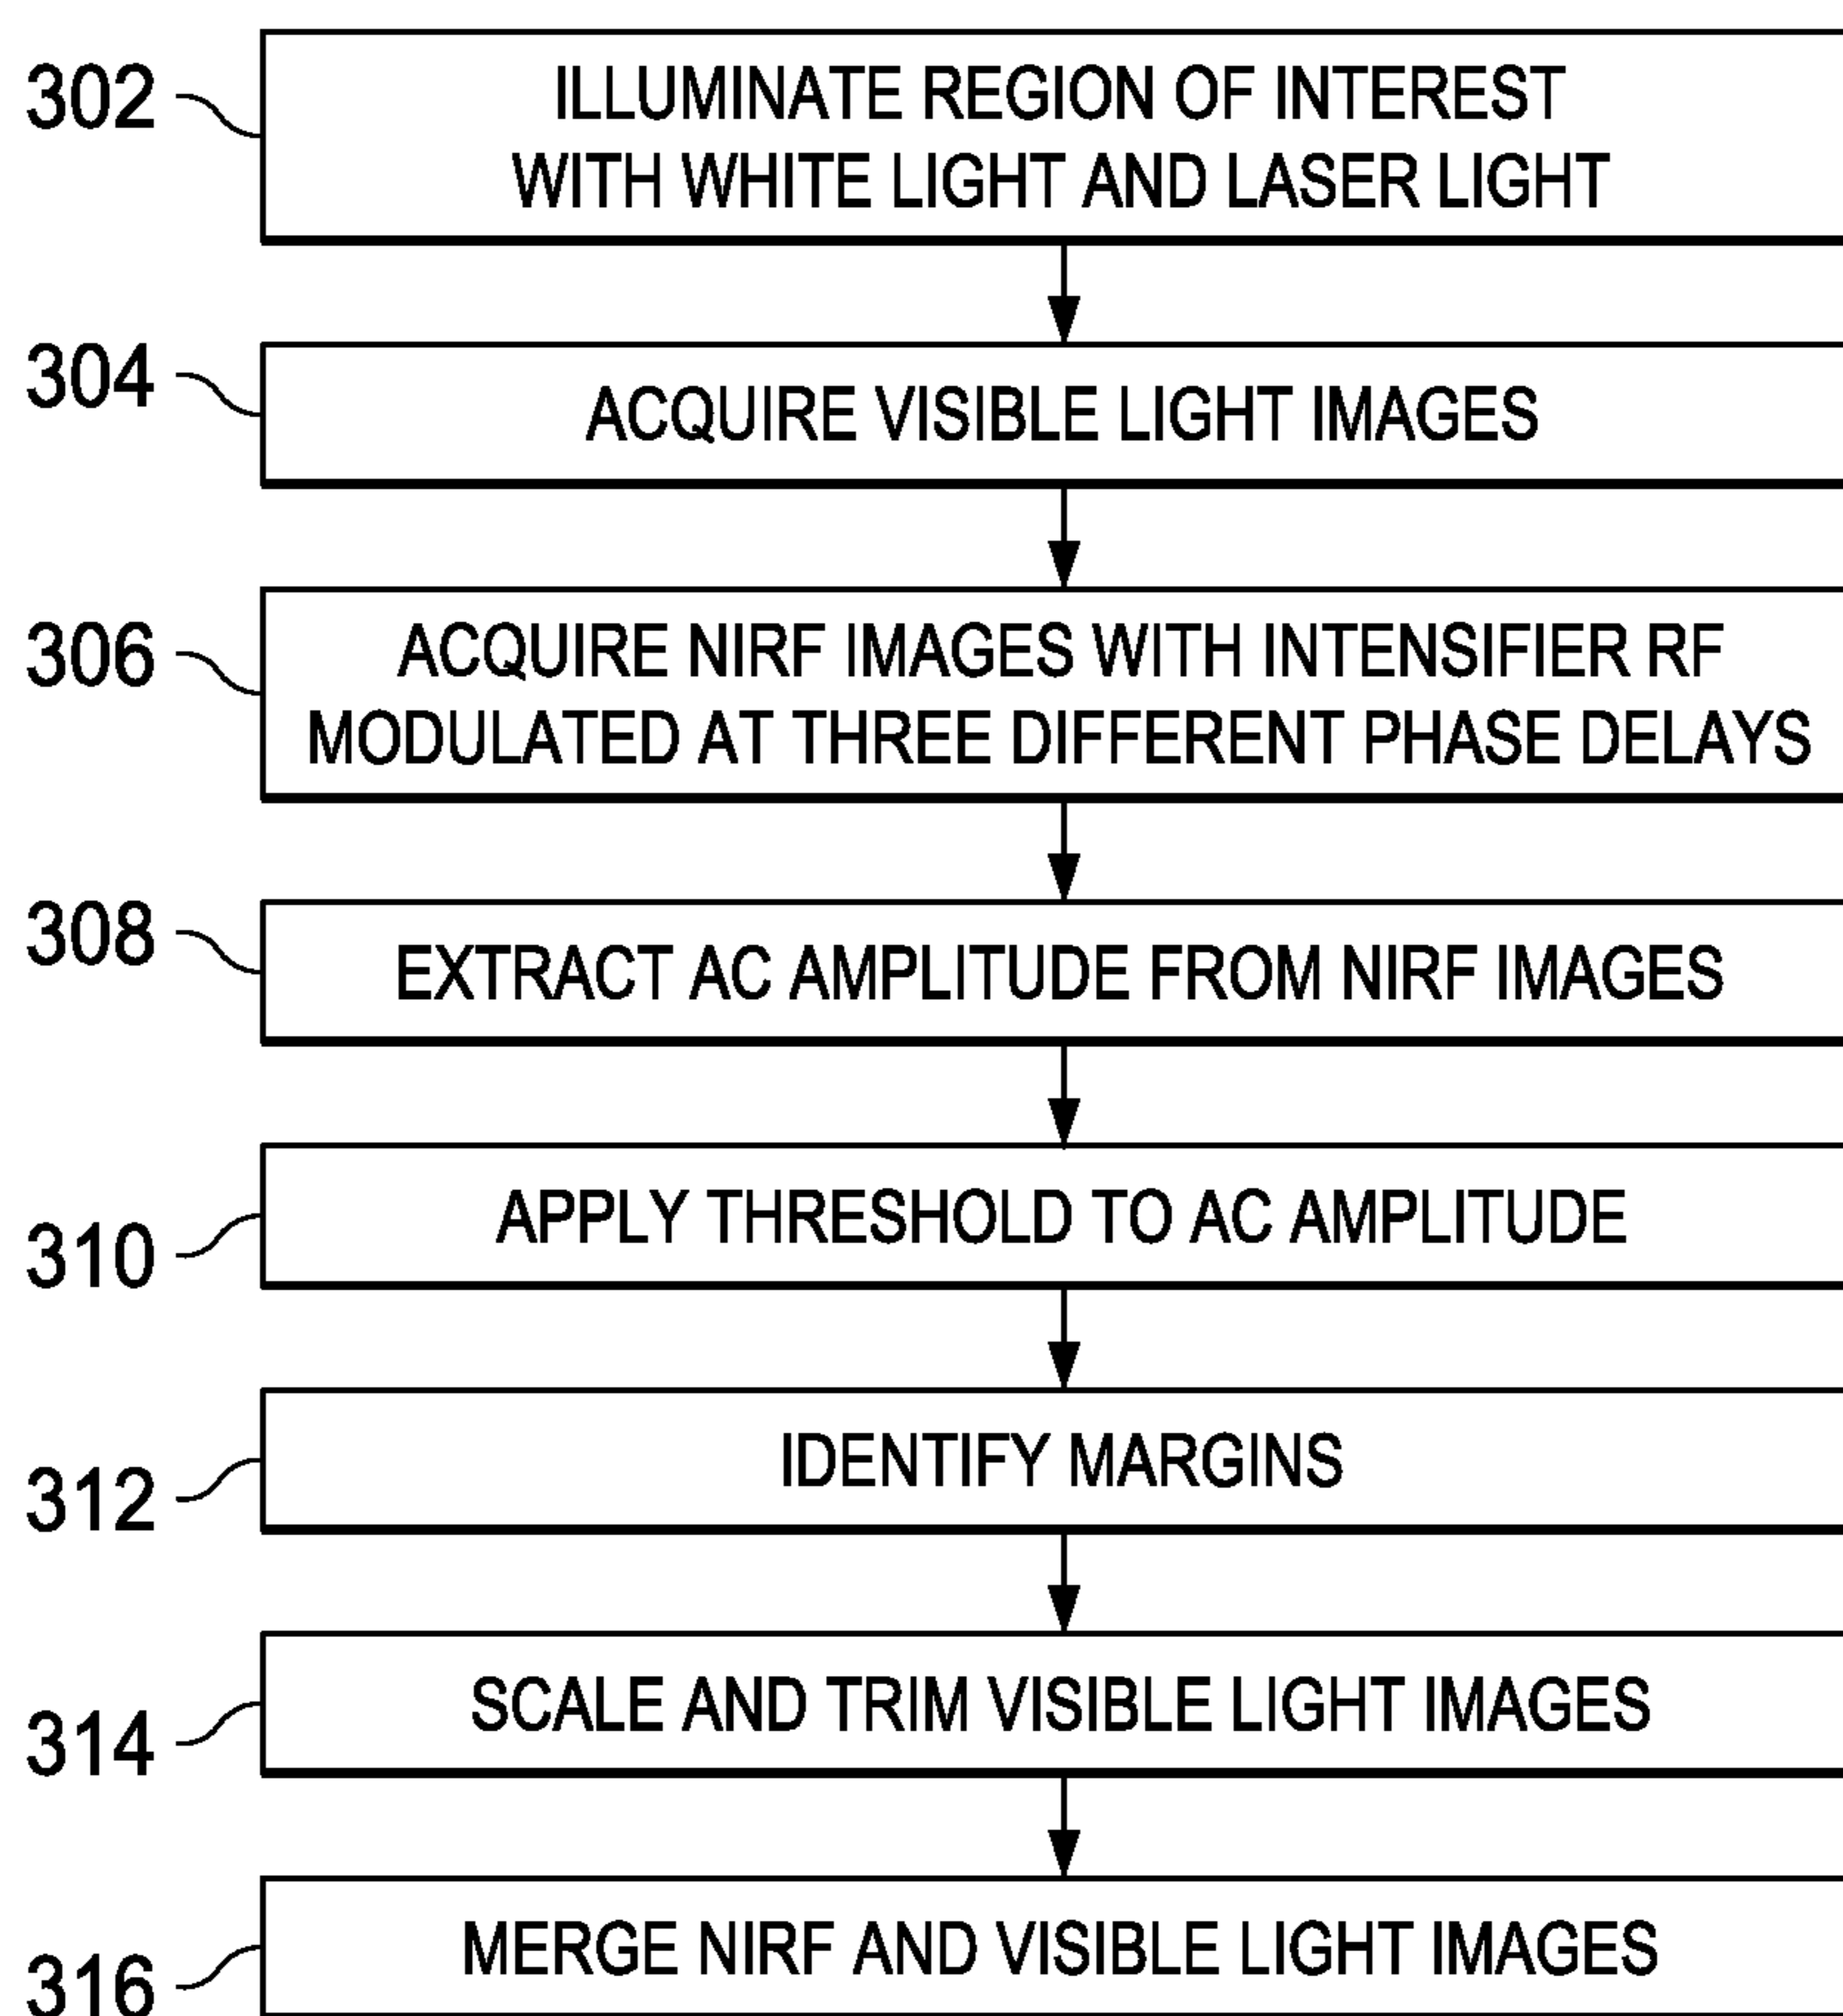 302
ILLUMINATE REGION OF INTEREST
WITH WHITE LIGHT AND LASER LIGHT
304
ACQUIRE VISIBLE LIGHT IMAGES
306
ACQUIRE NIRF IMAGES WITH INTENSIFIER RF
MODULATED AT THREE DIFFERENT PHASE DELAYS
308
EXTRACT AC AMPLITUDE FROM NIRF IMAGES
310
APPLY THRESHOLD TO AC AMPLITUDE
312
IDENTIFY MARGINS
314
SCALE AND TRIM VISIBLE LIGHT IMAGES
316
MERGE NIRF AND VISIBLE LIGHT IMAGES